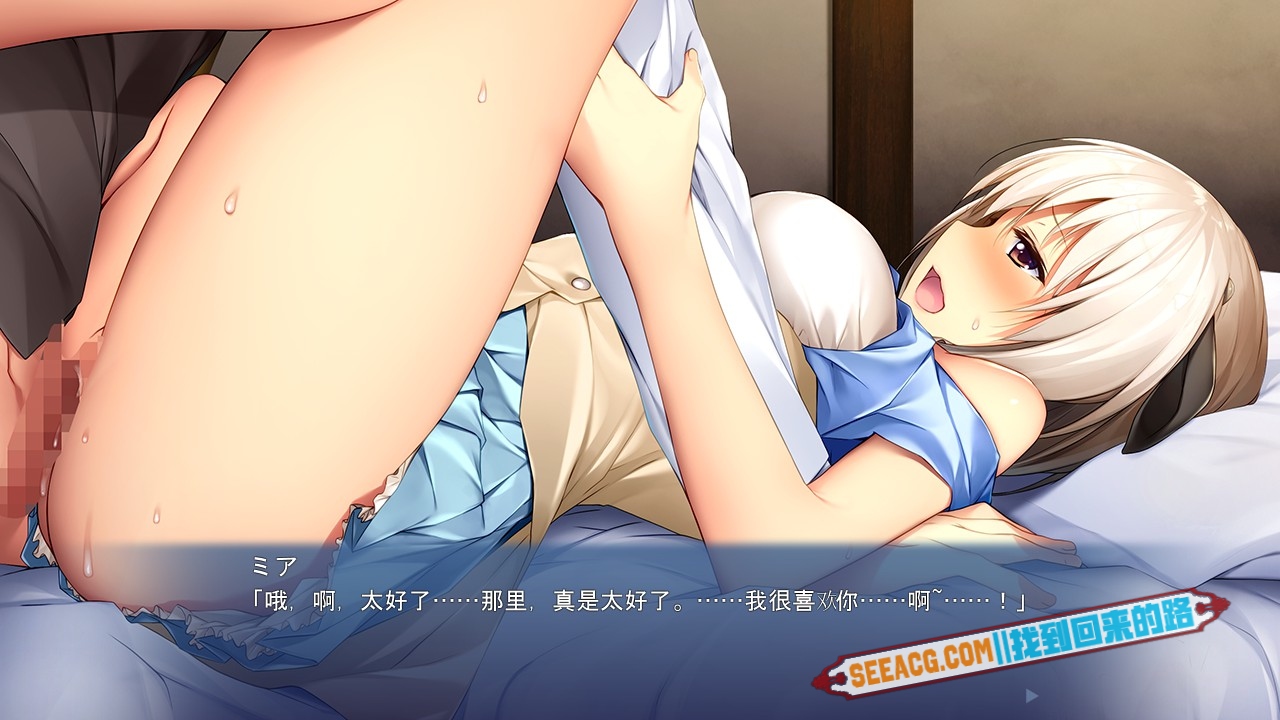 ミア
「哦，啊，太好了……那里，真是太好了。……我很喜欢你……啊~……！」
SEEACG.COM||找到回来的路